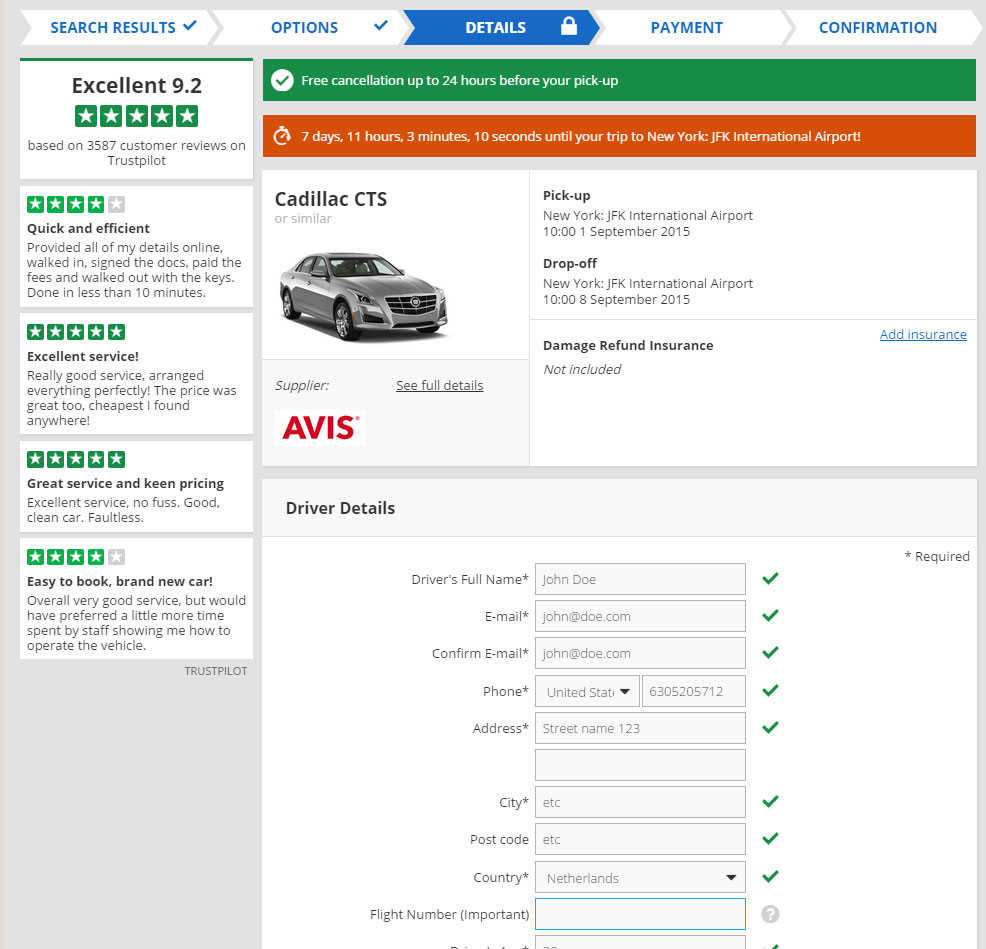 SEARCH RESULTS
OPTIONS
DETAILS
PAYMENT
CONFIRMATION
Excellent 9.2
based on 3587 customer reviews on
Trustpilot
Quick and efficient
Provided all of my details online,
walked in, signed the docs, paid the
fees and walked out with the keys.
Done in less than 10 minutes.
Excellent service!
Really good service, arranged
everything perfectly! The price was
great too, cheapest I found
anywhere!
Great service and keen pricing
Excellent service, no fuss. Good,
clean car. Faultless.
Easy to book, brand new car!
Overall very good service, but would
have preferred a little more time
spent by staff showing me how to
operate the vehicle.
TRUSTPILOT
Free cancellation up to 24 hours before your pick-up
7 days, 11 hours, 3 minutes, 10 seconds until your trip to New York: JFK International Airport!
Cadillac CTS
or similar
Supplier:
See full details
AVIS®
Pick-up
New York: JFK International Airport
10:00 1 September 2015
Drop-off
New York: JFK International Airport
10:00 8 September 2015
Damage Refund Insurance
Add insurance
Not included
Driver Details
* Required
Driver's Full Name* John Doe
E-mail* john@doe.com
Confirm E-mail* john@doe.com
Phone* United Stat 6305205712
Address* Street name 123
City* etc
Post code etc
Country* Netherlands
Flight Number (Important) ?